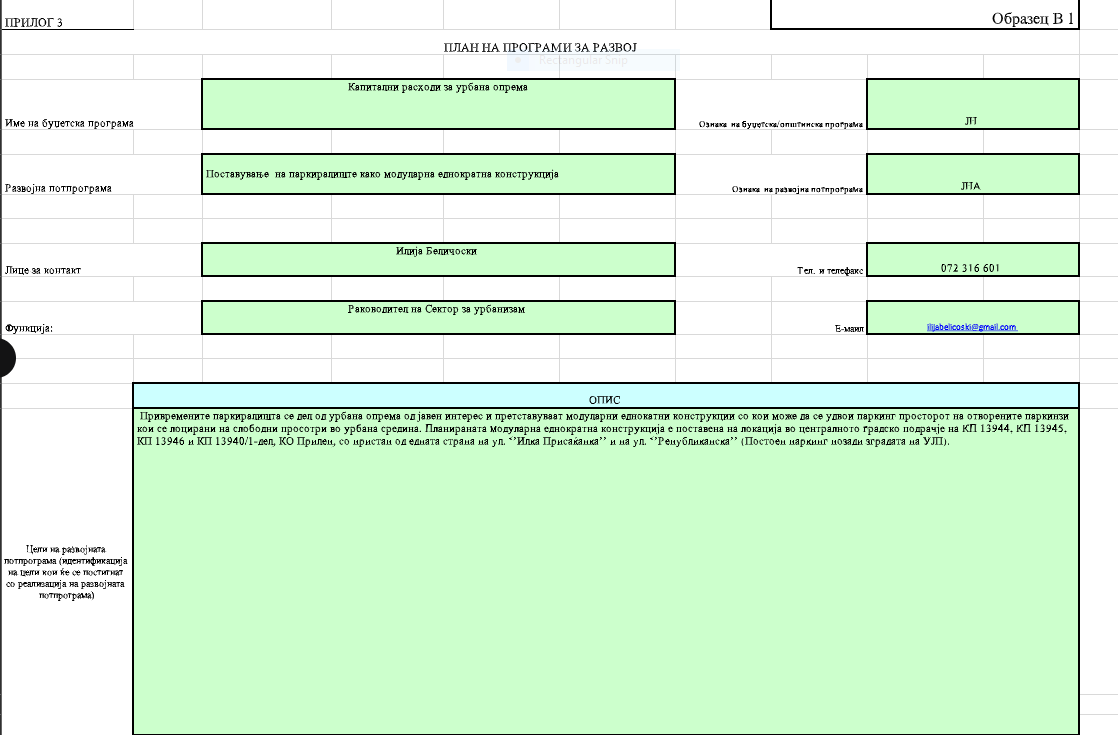 ПРИЛОГ 3
Образец В 1
ПЛАН НА ПРОГРАМИ ЗА РАЗВОЈ
Rectangular Snip
Капитални расходи за урбана опрема
Име на буџетска програма
Ознака на буџетска/општинска програма
ЈН
Поставување на паркиралиште како модуларна еднократна конструкција
Развојна потпрограма
Ознака на развојна потпрограма
ЈНА
Илија Беличоски
Лице за контакт
Тел. и телефакс
072 316 601
Раководител на Сектор за урбанизам
Функција:
Е-маил
ilijabelicoski@gmail.com
ОПИС
Привремените паркиралишта се дел од урбана опрема од јавен интерес и претставуваат модуларни еднокатни конструкции со кои може да се удвои паркинг просторот на отворените паркинзи
кои се лоцирани на слободни просотри во урбана средина. Планираната модуларна еднократна конструкција е поставена на локација во централното градско подрачје на КП 13944, КП 13945,
КП 13946 и КП 13940/1-дел, КО Прилеп, со пристап од едната страна на ул. ‘’Илка Присаѓанка’’ и на ул. ‘’Републиканска’’ (Постоен паркинг позади зградата на УЈП).
Цели на развојната
потпрограма (идентификација
на цели кои ќе се постигнат
со реализација на развојната
потпрограма)